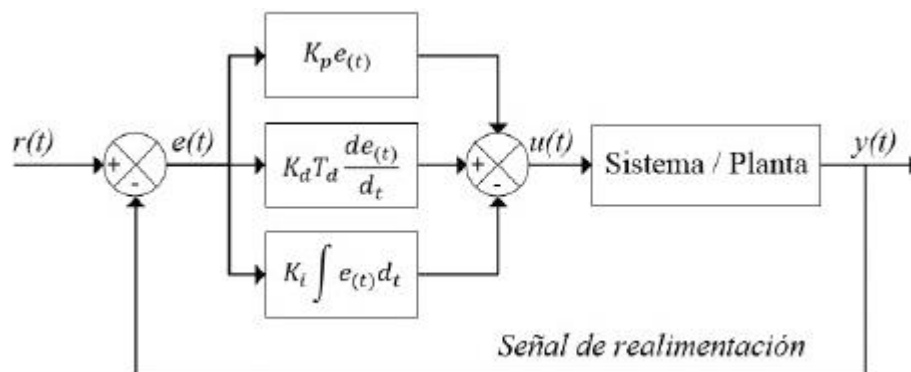 K_p e_(t)
r(t)
+
-
e(t)
K_d T_d de_(t)/d_t
+
-
u(t)
Sistema / Planta
y(t)
K_i ∫ e_(t) d_t
Señal de realimentación